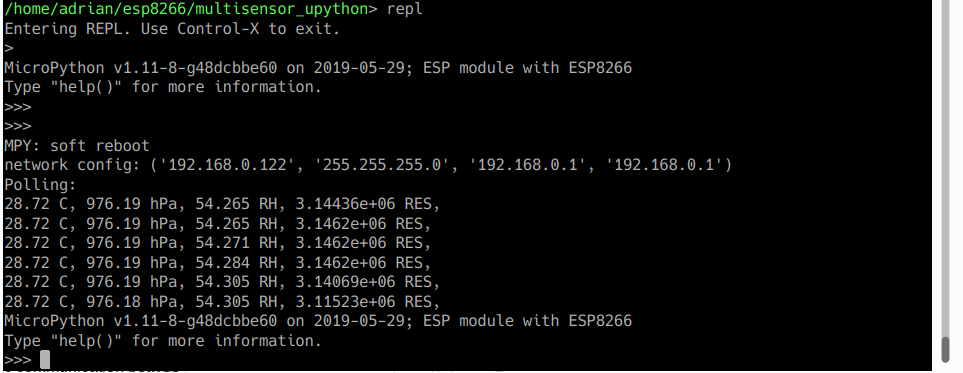 /home/adrian/esp8266/multisensor_upython> repl
Entering REPL. Use Control-X to exit.
>
MicroPython v1.11-8-g48dcbbe60 on 2019-05-29; ESP module with ESP8266
Type "help()" for more information.
>>>
>>>
MPY: soft reboot
network config: ('192.168.0.122', '255.255.255.0', '192.168.0.1', '192.168.0.1')
Polling:
28.72 C, 976.19 hPa, 54.265 RH, 3.14436e+06 RES,
28.72 C, 976.19 hPa, 54.265 RH, 3.1462e+06 RES,
28.72 C, 976.19 hPa, 54.271 RH, 3.1462e+06 RES,
28.72 C, 976.19 hPa, 54.284 RH, 3.1462e+06 RES,
28.72 C, 976.19 hPa, 54.305 RH, 3.14069e+06 RES,
28.72 C, 976.18 hPa, 54.305 RH, 3.11523e+06 RES,
MicroPython v1.11-8-g48dcbbe60 on 2019-05-29; ESP module with ESP8266
Type "help()" for more information.
>>>